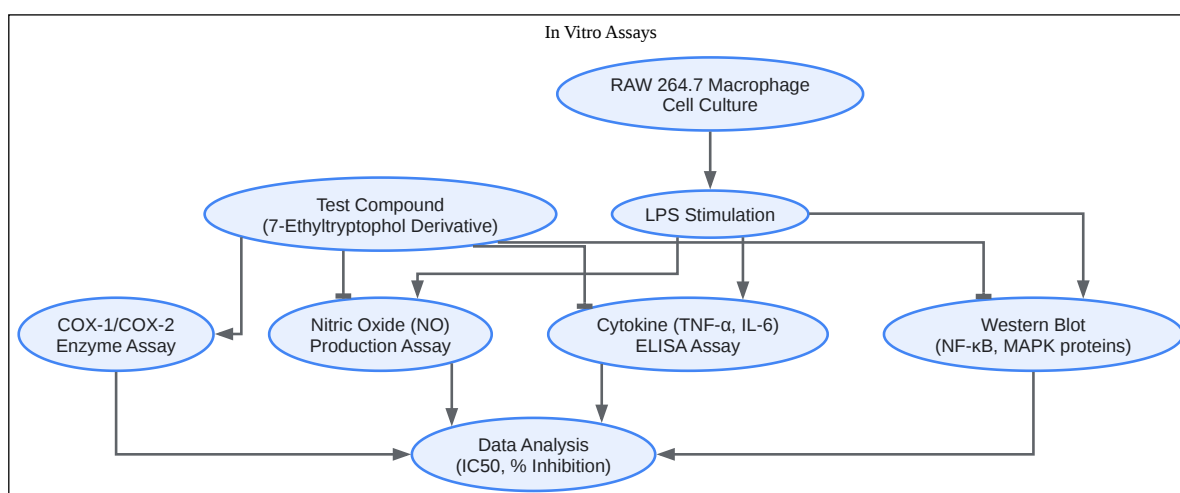 In Vitro Assays
RAW 264.7 Macrophage
Cell Culture
Test Compound
(7-Ethyltryptophol Derivative)
LPS Stimulation
COX-1/COX-2
Enzyme Assay
Nitric Oxide (NO)
Production Assay
Cytokine (TNF-α, IL-6)
ELISA Assay
Western Blot
(NF-κB, MAPK proteins)
Data Analysis
(IC50, % Inhibition)